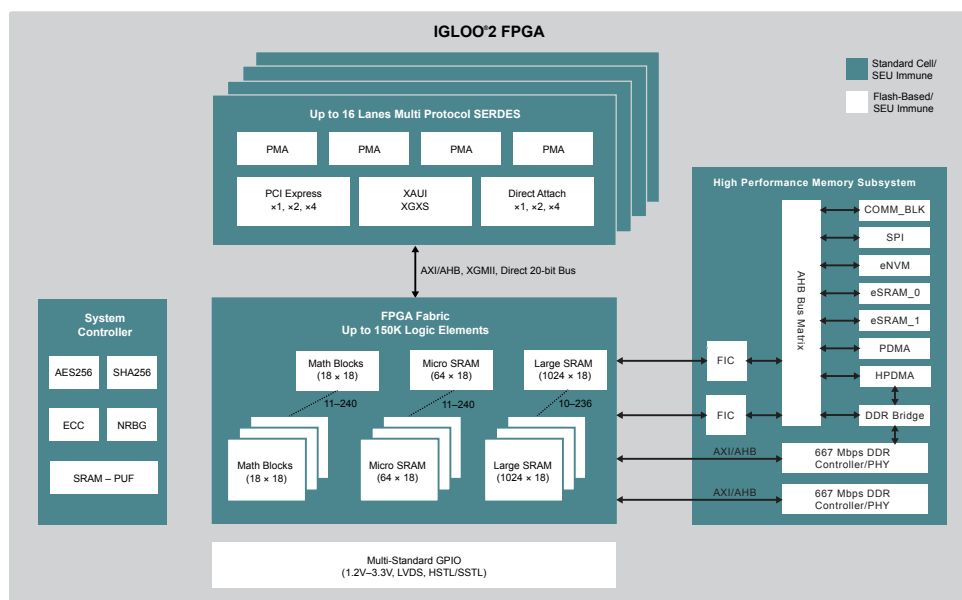 IGLOO®2 FPGA
Standard Cell/
SEU Immune
Flash-Based/
SEU Immune
Up to 16 Lanes Multi Protocol SERDES
PMA
PMA
PMA
PMA
PCI Express
×1, ×2, ×4
XAUI
XGXS
Direct Attach
×1, ×2, ×4
AXI/AHB, XGMII, Direct 20-bit Bus
System
Controller
AES256
SHA256
ECC
NRBG
SRAM – PUF
FPGA Fabric
Up to 150K Logic Elements
Math Blocks
(18 × 18)
Micro SRAM
(64 × 18)
Large SRAM
(1024 × 18)
11–240
11–240
10–236
Math Blocks
(18 × 18)
Micro SRAM
(64 × 18)
Large SRAM
(1024 × 18)
Multi-Standard GPIO
(1.2V–3.3V, LVDS, HSTL/SSTL)
High Performance Memory Subsystem
FIC
FIC
AXI/AHB
AXI/AHB
AHB Bus Matrix
COMM_BLK
SPI
eNVM
eSRAM_0
eSRAM_1
PDMA
HPDMA
DDR Bridge
667 Mbps DDR
Controller/PHY
667 Mbps DDR
Controller/PHY